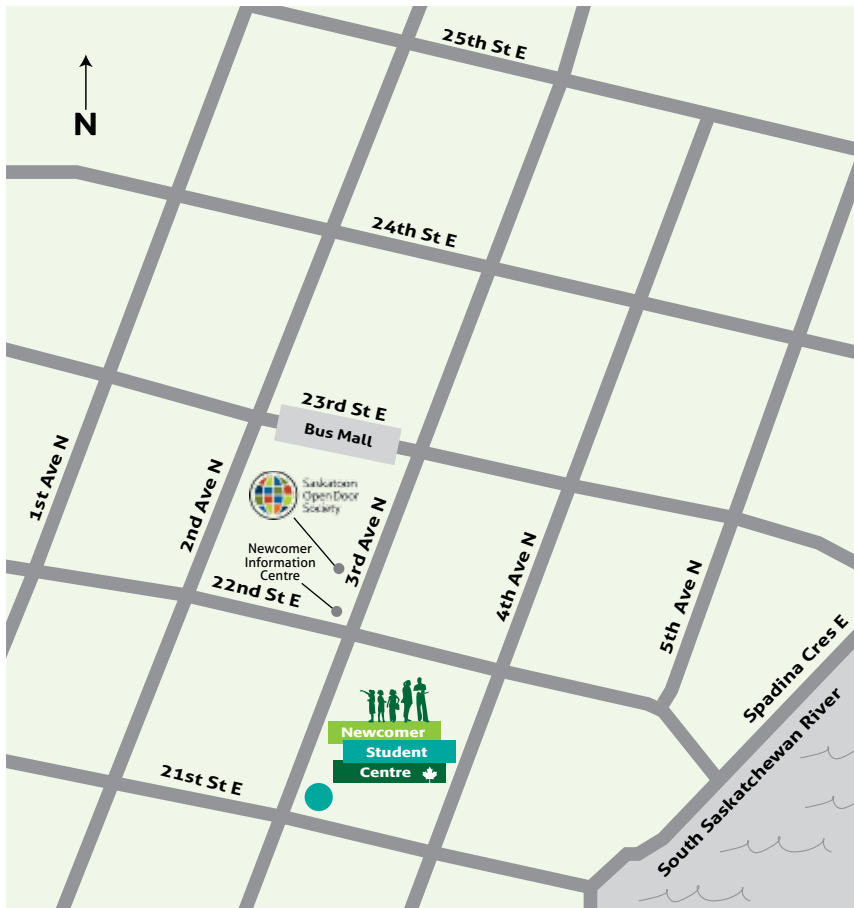 25th St E
N
24th St E
23rd St E
Bus Mall
1st Ave N
2nd Ave N
Saskatoon
Open Door
Society
3rd Ave N
Newcomer
Information
Centre
22nd St E
4th Ave N
5th Ave N
Spadina Cres E
South Saskatchewan River
Newcomer
Student
Centre
21st St E